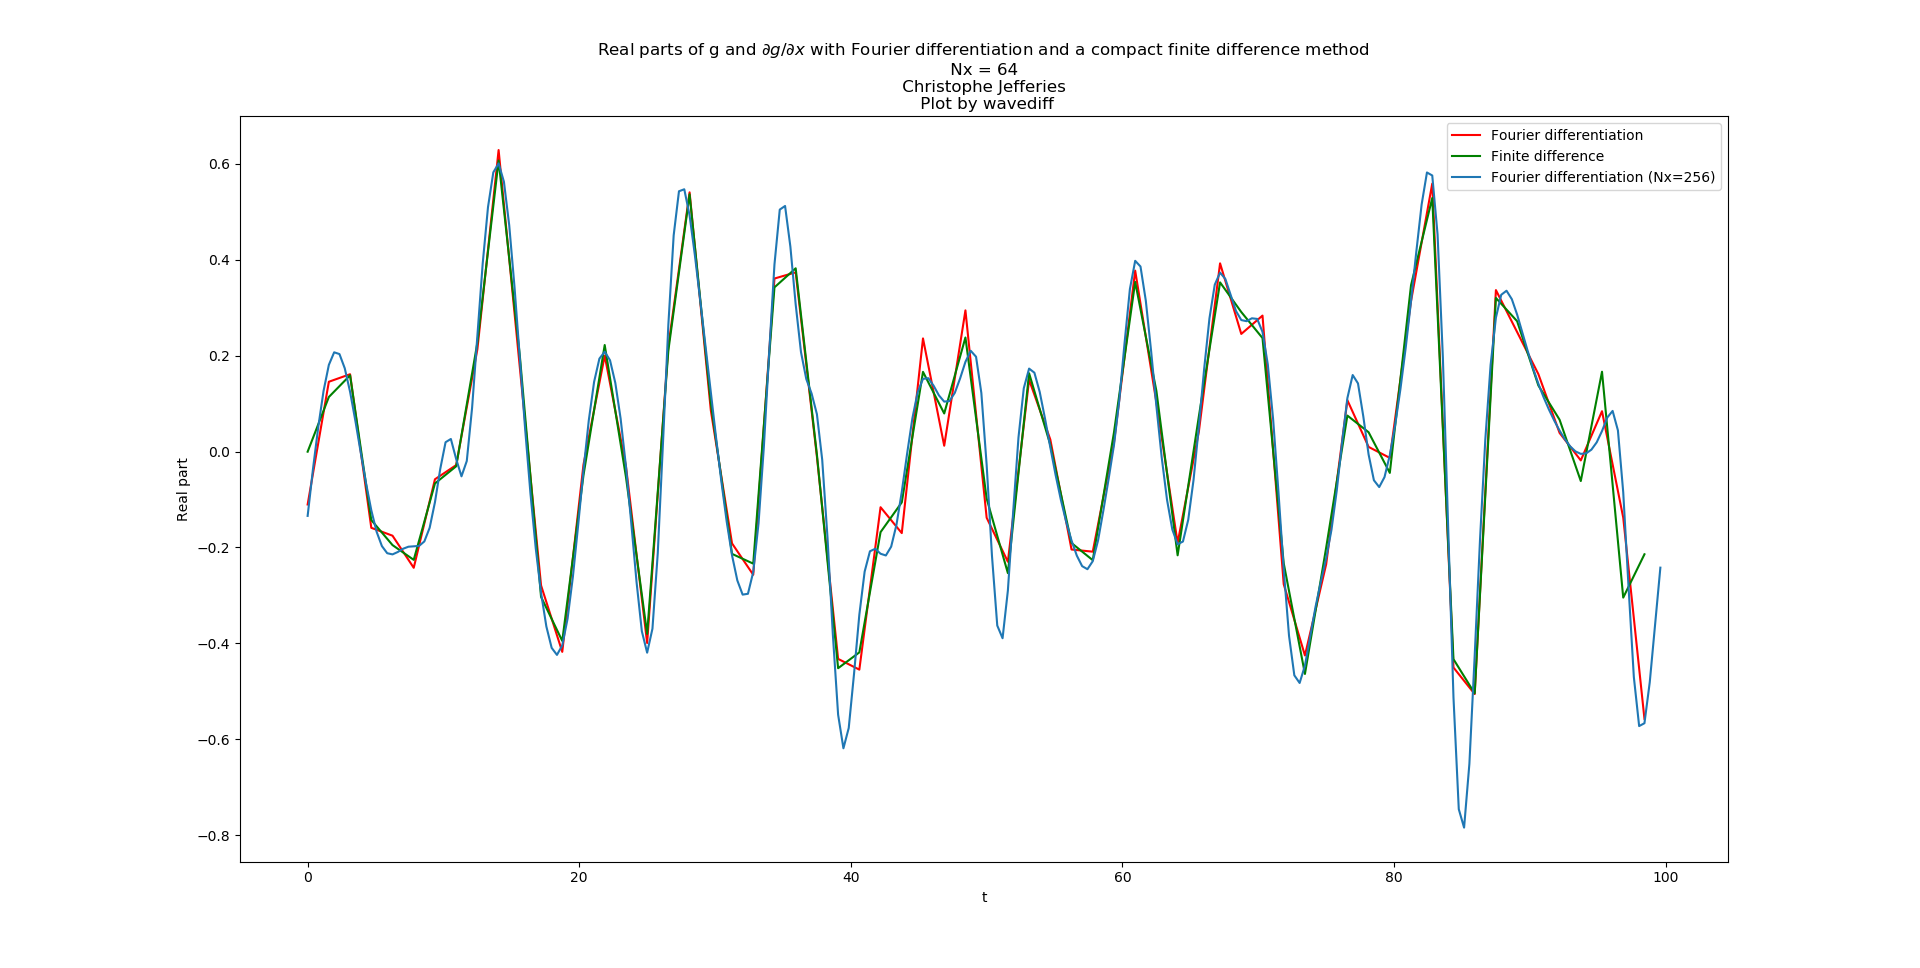 Real parts of g and ∂g/∂x with Fourier differentiation and a compact finite difference method
Nx = 64
Christophe Jefferies
Plot by wavediff
Fourier differentiation
Finite difference
Fourier differentiation (Nx=256)
Real part
0.6
0.4
0.2
0.0
−0.2
−0.4
−0.6
−0.8
0 20 40 60 80 100
t